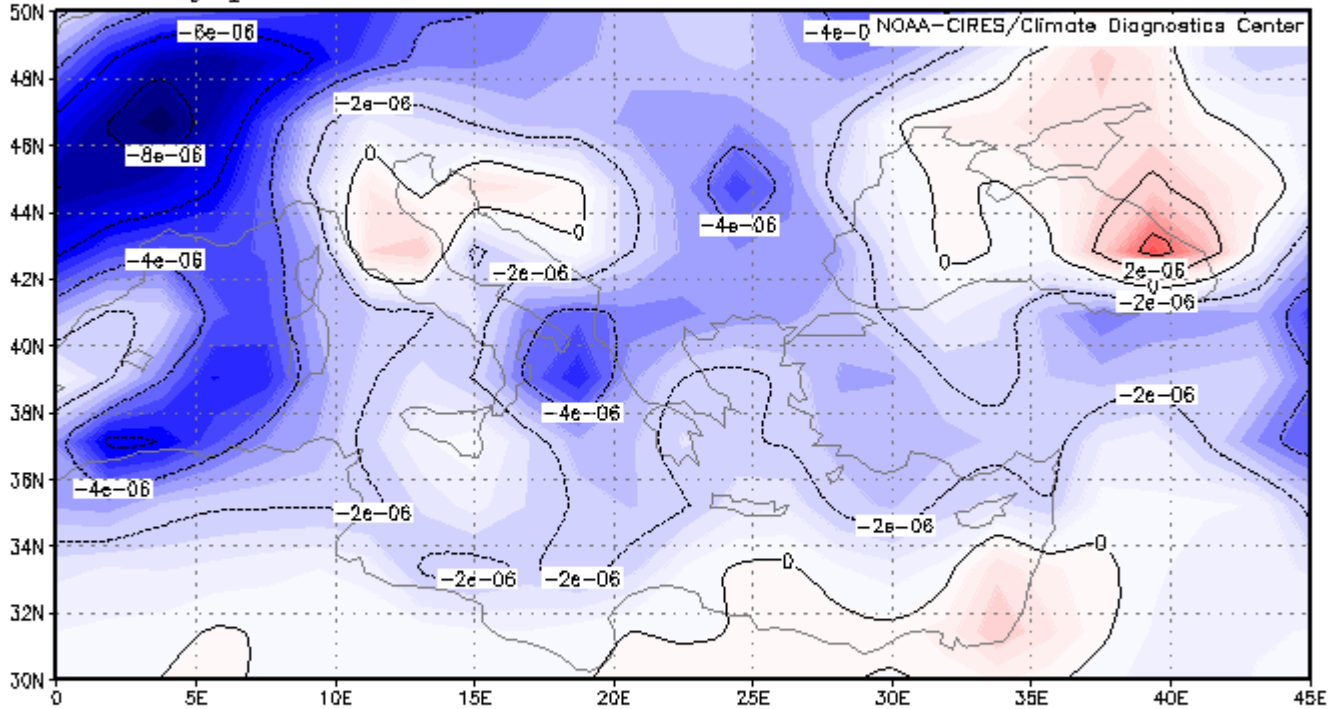 50N
-6e-06
-4e-0
NOAA-CIRES/Climate Diagnostics Center
48N
-2e-06
46N
-8e-06
0
44N
-4e-06
0
-4e-06
-2e-06
0
2e-06
42N
0
-2e-06
40N
38N
-4e-06
-2e-06
36N
-4e-06
-2e-06
-2e-06
34N
0
0
-2e-06
-2e-06
32N
30N
0
5E
10E
15E
20E
25E
30E
35E
40E
45E